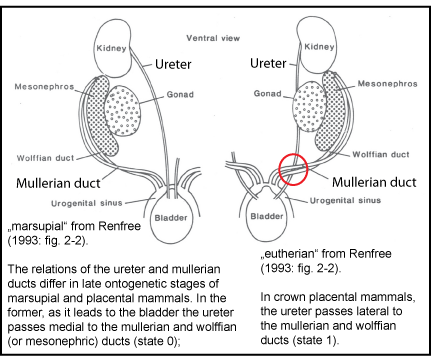 Ventral view
Kidney
Ureter
Mesonephros
Gonad
Wolffian duct
Mullerian duct
Urogenital sinus
Bladder
Kidney
Ureter
Mesonephros
Gonad
Wolffian duct
Mullerian duct
Urogenital sinus
Bladder
„marsupial“ from Renfree
(1993: fig. 2-2).
The relations of the ureter and mullerian
ducts differ in late ontogenetic stages of
marsupial and placental mammals. In the
former, as it leads to the bladder the ureter
passes medial to the mullerian and wolffian
(or mesonephric) ducts (state 0);
„eutherian“ from Renfree
(1993: fig. 2-2).
In crown placental mammals,
the ureter passes lateral to
the mullerian and wolffian
ducts (state 1).